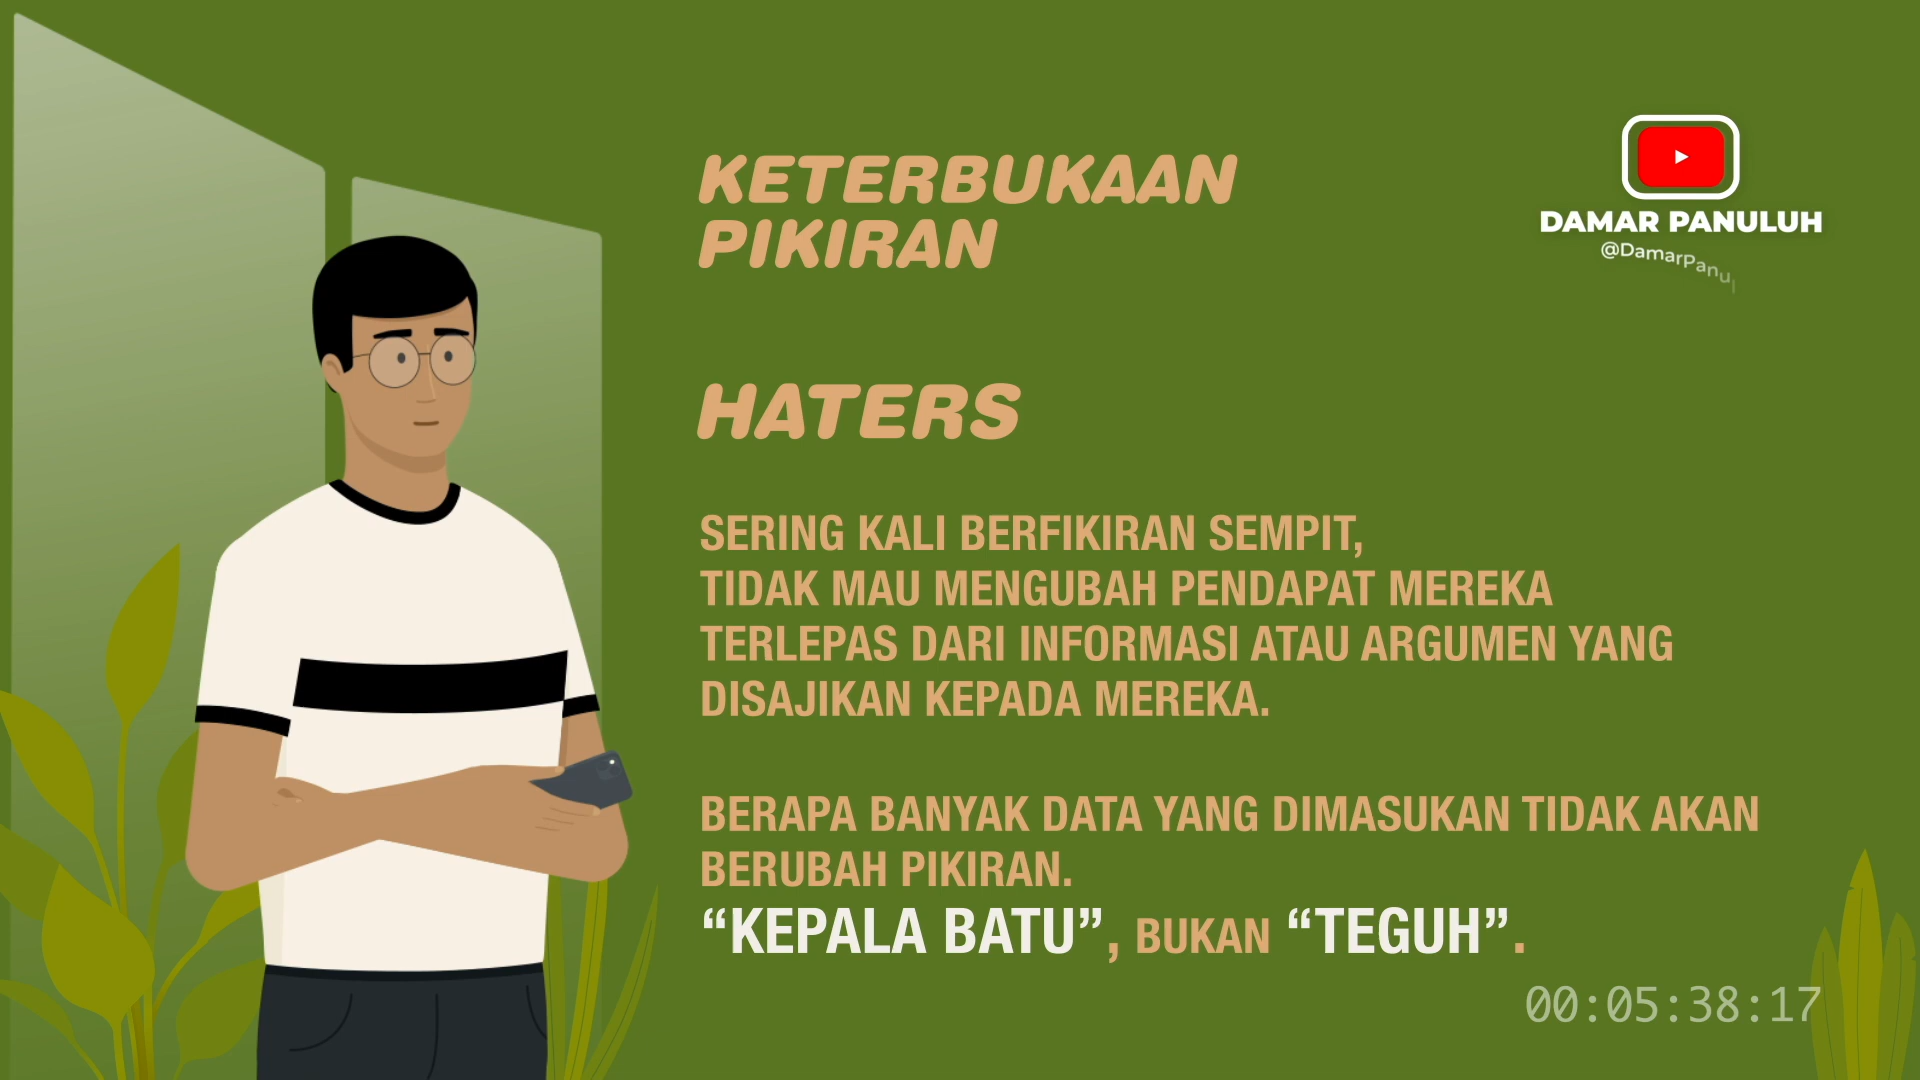 KETERBUKAAN
PIKIRAN
DAMAR PANULUH
@DamarPanul
HATERS
SERING KALI BERFIKIRAN SEMPIT,
TIDAK MAU MENGUBAH PENDAPAT MEREKA
TERLEPAS DARI INFORMASI ATAU ARGUMEN YANG
DISAJIKAN KEPADA MEREKA.
BERAPA BANYAK DATA YANG DIMASUKAN TIDAK AKAN
BERUBAH PIKIRAN.
“KEPALA BATU”, BUKAN “TEGUH”.
00:05:38:17